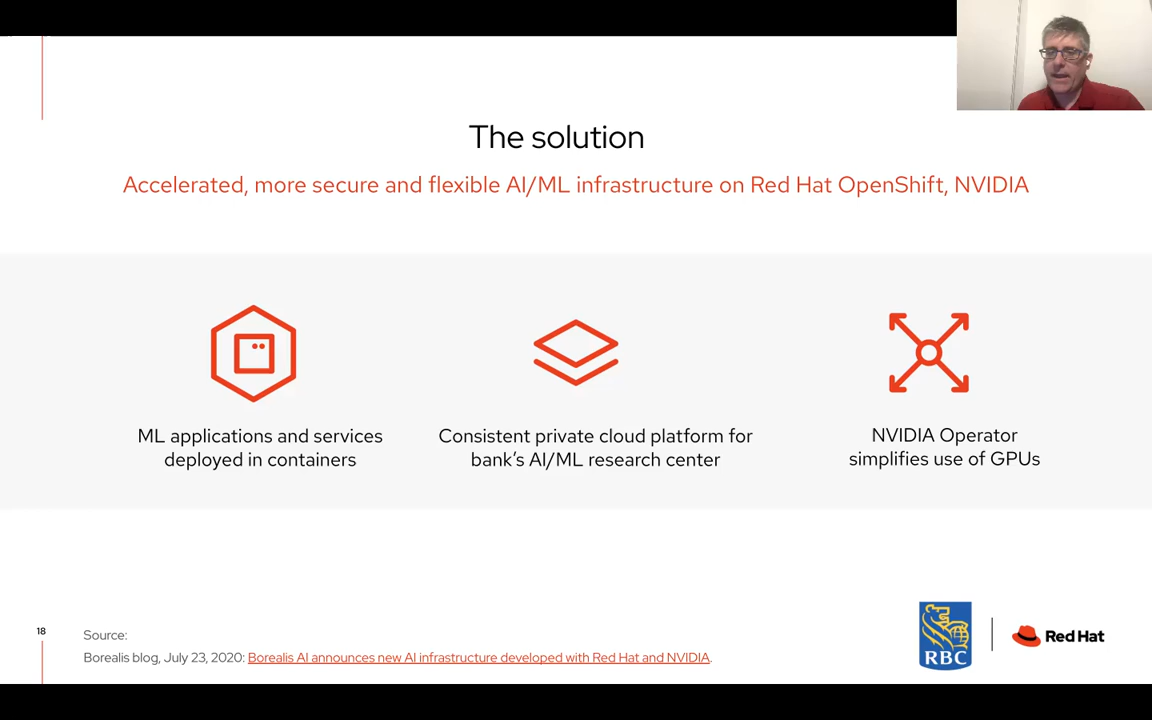 The solution
Accelerated, more secure and flexible AI/ML infrastructure on Red Hat OpenShift, NVIDIA
ML applications and services
deployed in containers
Consistent private cloud platform for
bank's AI/ML research center
NVIDIA Operator
simplifies use of GPUs
18
Source:
Borealis blog, July 23, 2020: Borealis AI announces new AI infrastructure developed with Red Hat and NVIDIA.
RBC
Red Hat